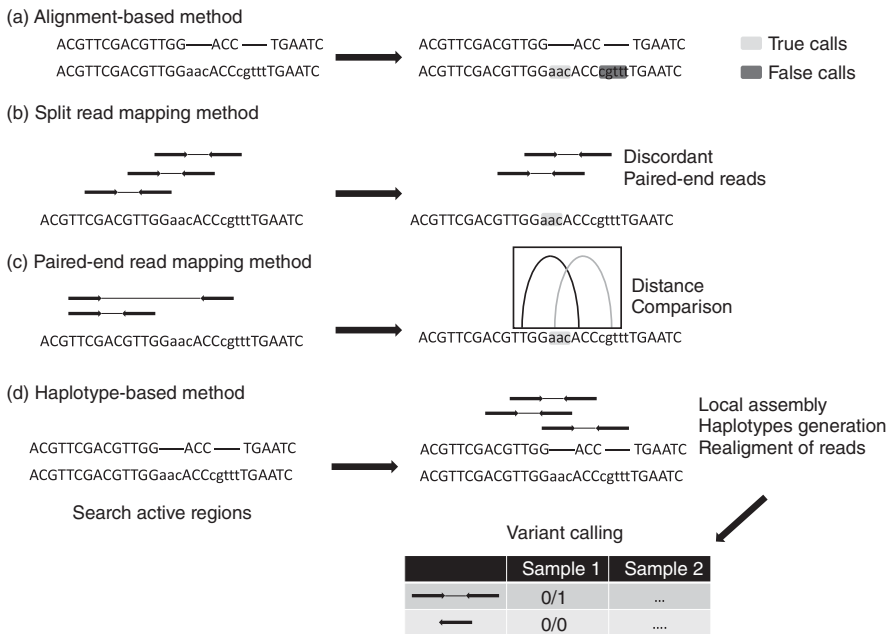 (a) Alignment-based method
ACGTTCGACGTTGG——ACC — TGAATC
ACGTTCGACGTTGGaacACCcgtttTGAATC
ACGTTCGACGTTGG——ACC — TGAATC
ACGTTCGACGTTGGaacACCcgtttTGAATC
True calls
False calls
(b) Split read mapping method
ACGTTCGACGTTGGaacACCcgtttTGAATC
Discordant
Paired-end reads
ACGTTCGACGTTGGaacACCcgtttTGAATC
(c) Paired-end read mapping method
ACGTTCGACGTTGGaacACCcgtttTGAATC
Distance
Comparison
ACGTTCGACGTTGGaacACCcgtttTGAATC
(d) Haplotype-based method
ACGTTCGACGTTGG——ACC — TGAATC
ACGTTCGACGTTGGaacACCcgtttTGAATC
Search active regions
ACGTTCGACGTTGG——ACC — TGAATC
ACGTTCGACGTTGGaacACCcgtttTGAATC
Local assembly
Haplotypes generation
Realigment of reads
Variant calling
Sample 1 Sample 2
0/1 ...
0/0 ....